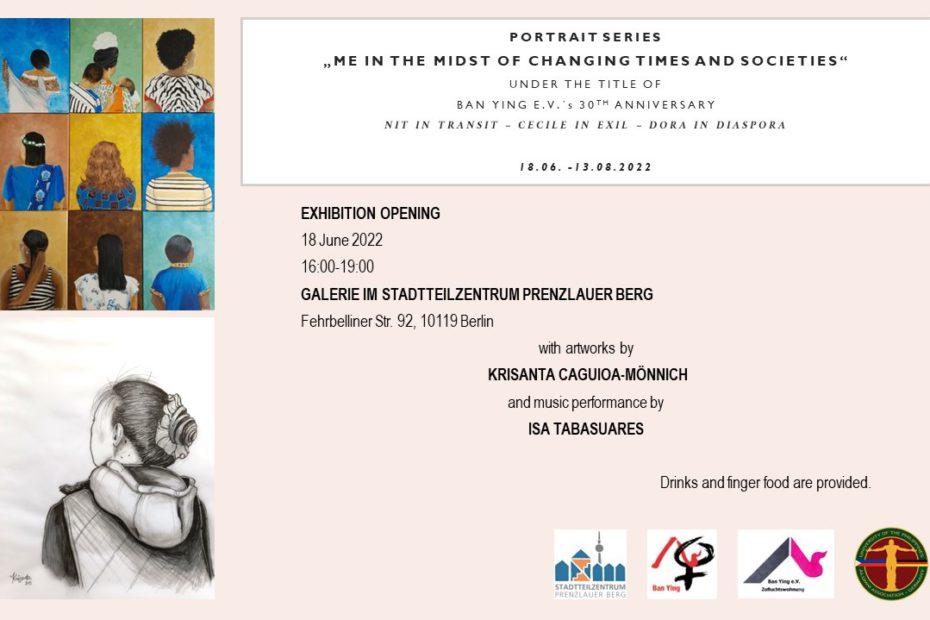 PORTRAIT SERIES
„ME IN THE MIDST OF CHANGING TIMES AND SOCIETIES“
UNDER THE TITLE OF
BAN YING E.V.`s 30TH ANNIVERSARY
NIT IN TRANSIT – CECILE IN EXIL – DORA IN DIASPORA
18.06. -13.08.2022
EXHIBITION OPENING
18 June 2022
16:00-19:00
GALERIE IM STADTTEILZENTRUM PRENZLAUER BERG
Fehrbelliner Str. 92, 10119 Berlin
with artworks by
KRISANTA CAGUIOA-MÖNNICH
and music performance by
ISA TABASUARES
Drinks and finger food are provided.
STADTTEILZENTRUM
PRENZLAUER BERG
Ban Ying
Ban Ying e.V.
Zufluchtswohnung
UNIVERSITY OF THE PHILIPPINES
ALUMNI ASSOCIATION - GERMANY